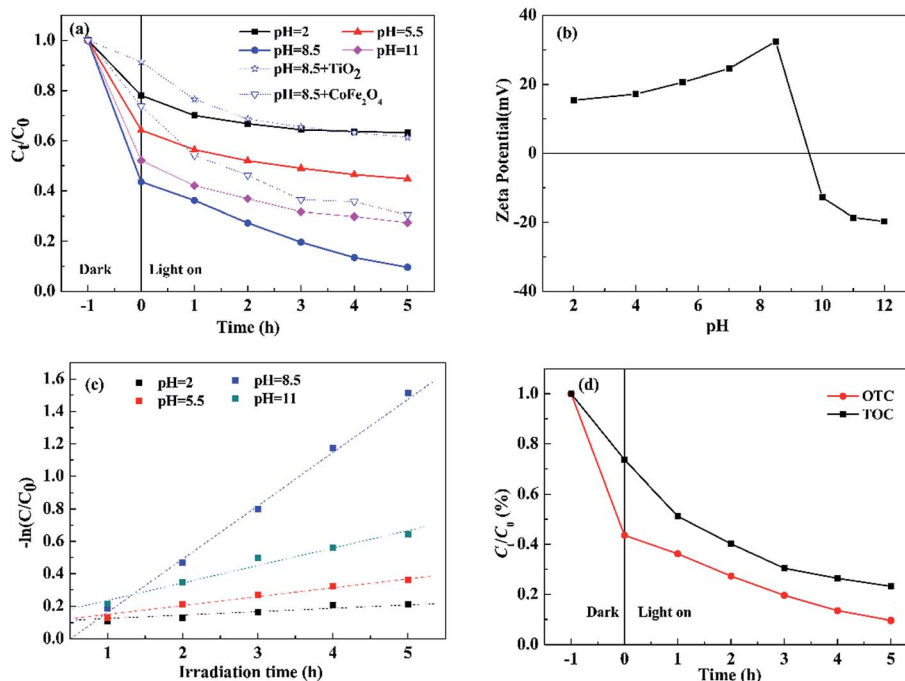 (a)
pH=2
pH=5.5
pH=8.5
pH=11
pH=8.5+TiO2
pH=8.5+CoFe2O4
Ct/C0
1.0
0.8
0.6
0.4
0.2
0.0
Dark
Light on
-1 0 1 2 3 4 5
Time (h)
(b)
Zeta Potential(mV)
40
20
0
-20
-40
2 4 6 8 10 12
pH
(c)
pH=2
pH=8.5
pH=5.5
pH=11
-ln(C/C0)
1.6
1.4
1.2
1.0
0.8
0.6
0.4
0.2
0.0
1 2 3 4 5
Irradiation time (h)
(d)
OTC
TOC
Ct/C0 (%)
1.0
0.8
0.6
0.4
0.2
0.0
Dark
Light on
-1 0 1 2 3 4 5
Time (h)